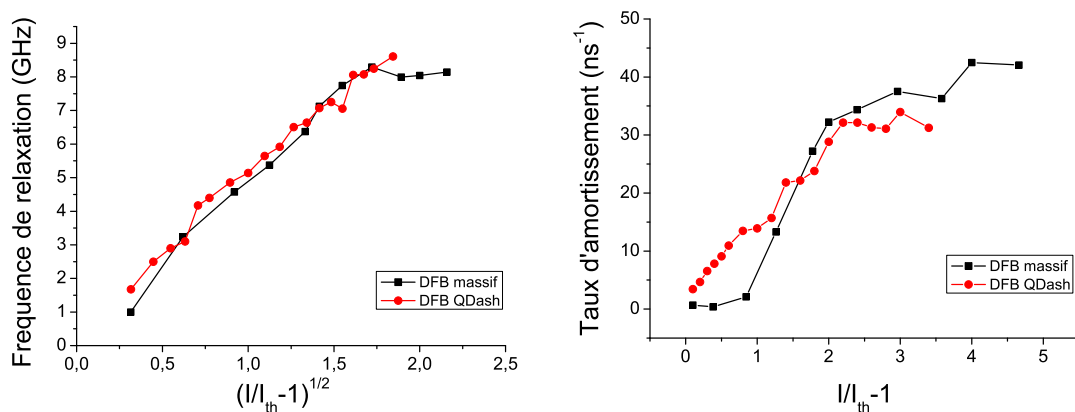 Frequence de relaxation (GHz)
9
8
7
6
5
4
3
2
1
0
0,0 0,5 1,0 1,5 2,0 2,5
(I/I_th-1)^1/2
DFB massif
DFB QDash
Taux d'amortissement (ns^-1)
50
40
30
20
10
0
0 1 2 3 4 5
I/I_th-1
DFB massif
DFB QDash